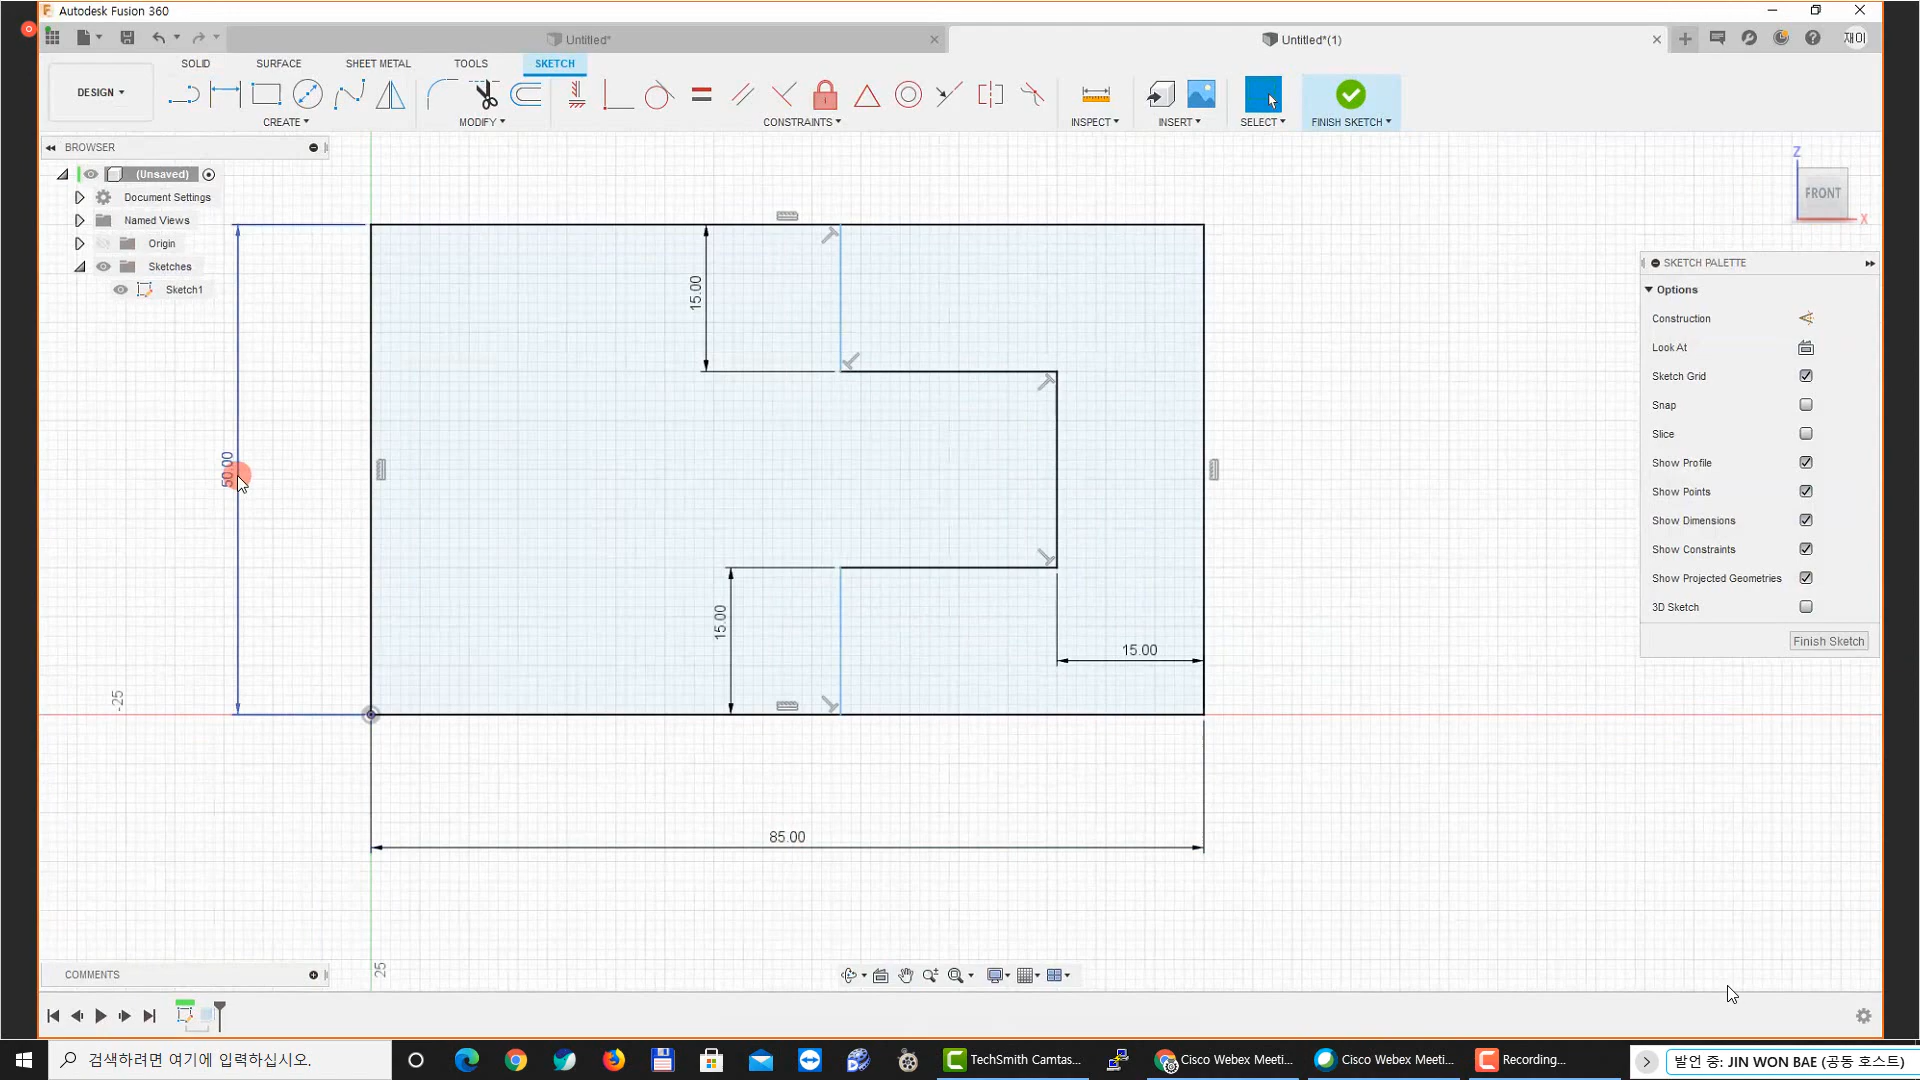 Autodesk Fusion 360
Untitled*
Untitled*(1)
재이
SOLID SURFACE SHEET METAL TOOLS SKETCH
DESIGN
CREATE MODIFY CONSTRAINTS INSPECT INSERT SELECT FINISH SKETCH
BROWSER
(Unsaved)
Document Settings
Named Views
Origin
Sketches
Sketch1
Z
FRONT
X
SKETCH PALETTE
Options
Construction
Look At
Sketch Grid
Snap
Slice
Show Profile
Show Points
Show Dimensions
Show Constraints
Show Projected Geometries
3D Sketch
Finish Sketch
15.00
50.00
15.00
15.00
-25
85.00
25
COMMENTS
검색하려면 여기에 입력하십시오.
TechSmith Camtas...
Cisco Webex Meeti...
Cisco Webex Meeti...
Recording...
발언 중: JIN WON BAE (공동 호스트)